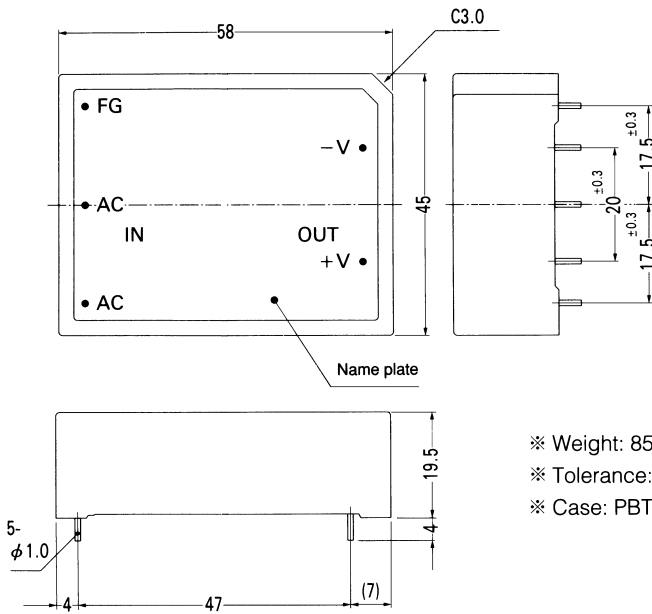 58
C3.0
FG
−V
AC
IN
OUT
+V
AC
45
Name plate
17.5 ±0.3
20 ±0.3
17.5 ±0.3
19.5
4
5-
φ1.0
4
47
(7)
※ Weight: 85
※ Tolerance:
※ Case: PBT